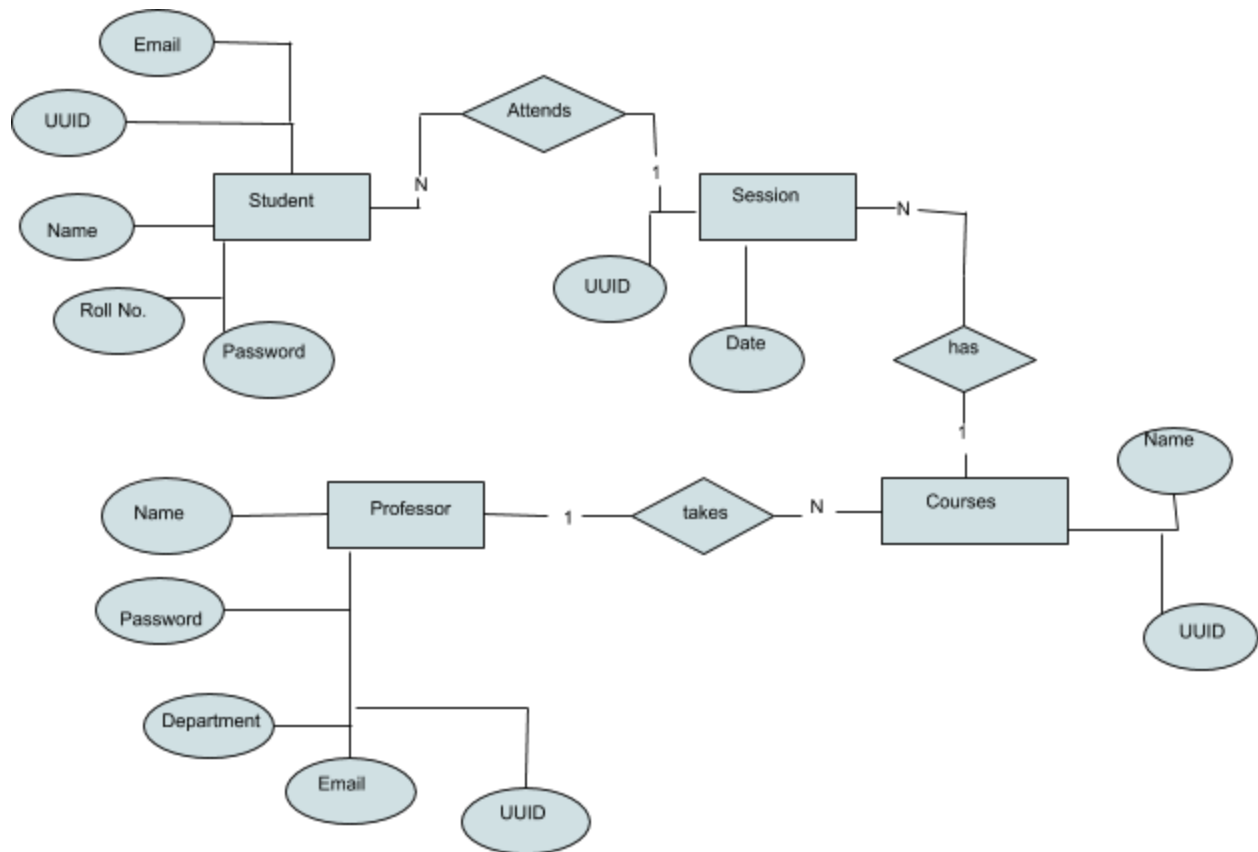 Email
UUID
Attends
N
1
Student
Session
N
Name
UUID
Roll No.
Password
Date
has
1
Name
Name
Professor
1
takes
N
Courses
Password
UUID
Department
Email
UUID